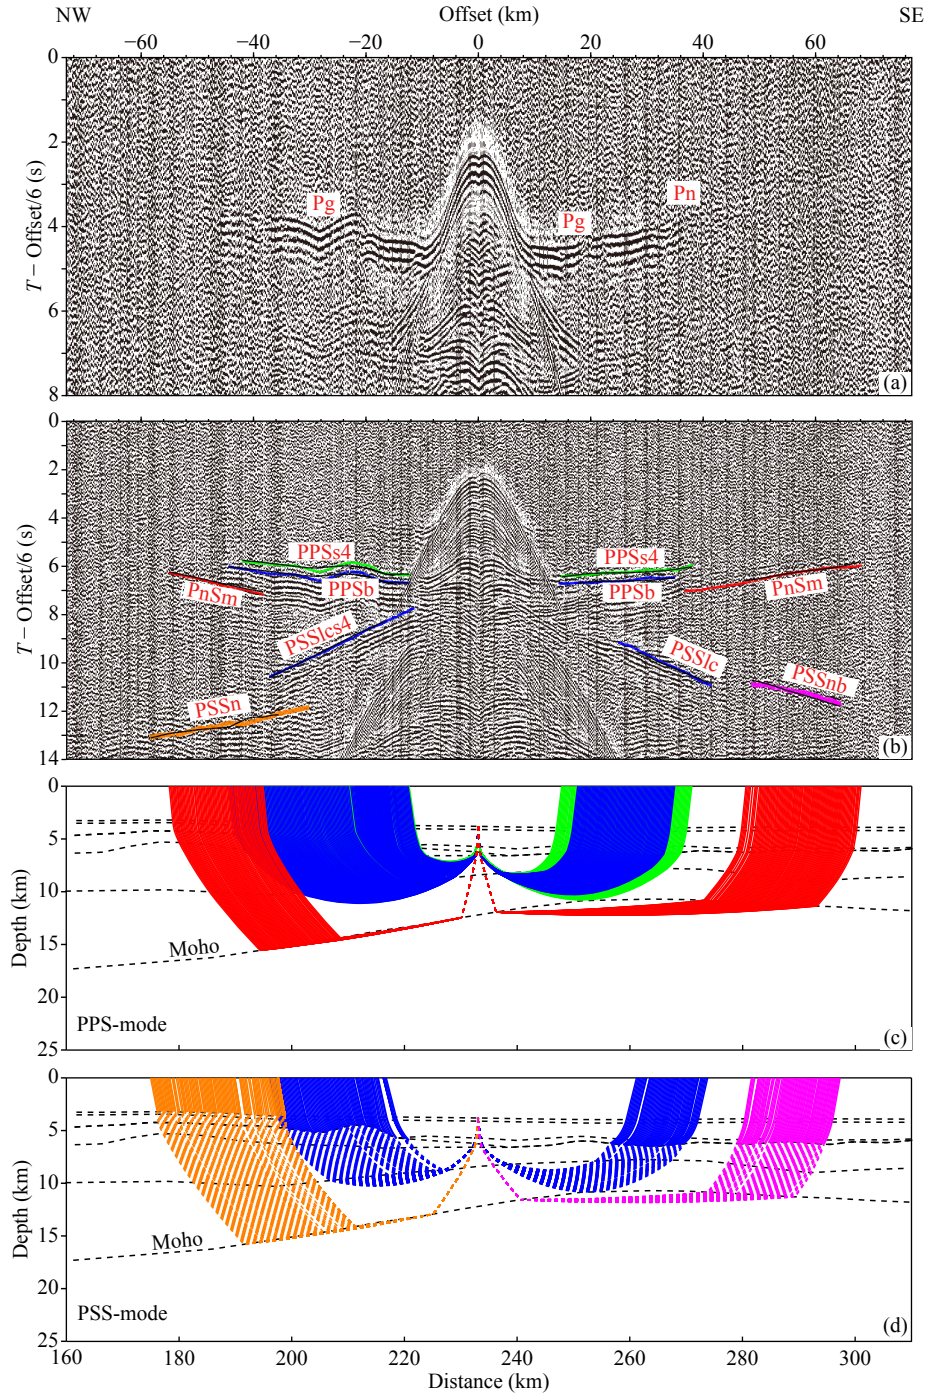 NW Offset (km) SE
−60 −40 −20 0 20 40 60
0
2
4
6
8
T − Offset/6 (s)
Pg
Pg
Pn
(a)
0
2
4
6
8
10
12
14
T − Offset/6 (s)
PPSs4
PPSs4
PnSm
PPSb
PPSb
PnSm
PSSlcs4
PSSlc
PSSn
PSSnb
(b)
0
5
10
15
20
25
Depth (km)
Moho
PPS-mode
(c)
0
5
10
15
20
25
Depth (km)
Moho
PSS-mode
(d)
160 180 200 220 240 260 280 300
Distance (km)